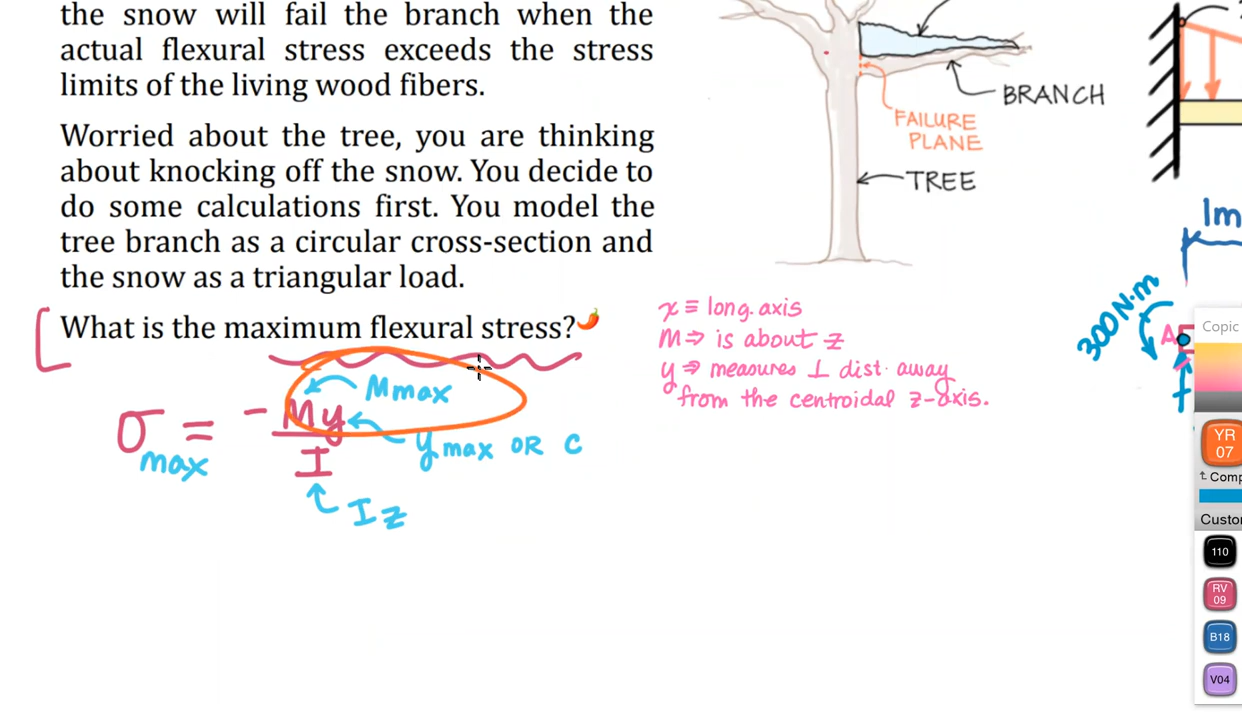 the snow will fail the branch when the
actual flexural stress exceeds the stress
limits of the living wood fibers.
Worried about the tree, you are thinking
about knocking off the snow. You decide to
do some calculations first. You model the
tree branch as a circular cross-section and
the snow as a triangular load.
What is the maximum flexural stress?
σmax = - My / I
Mmax
ymax OR C
Iz
BRANCH
FAILURE
PLANE
TREE
x ≡ long. axis
M ⇒ is about z
y ⇒ measures ⊥ dist. away
from the centroidal z-axis.
1m
300N·m
A
Copic
YR
07
Custo
110
RV
09
B18
V04